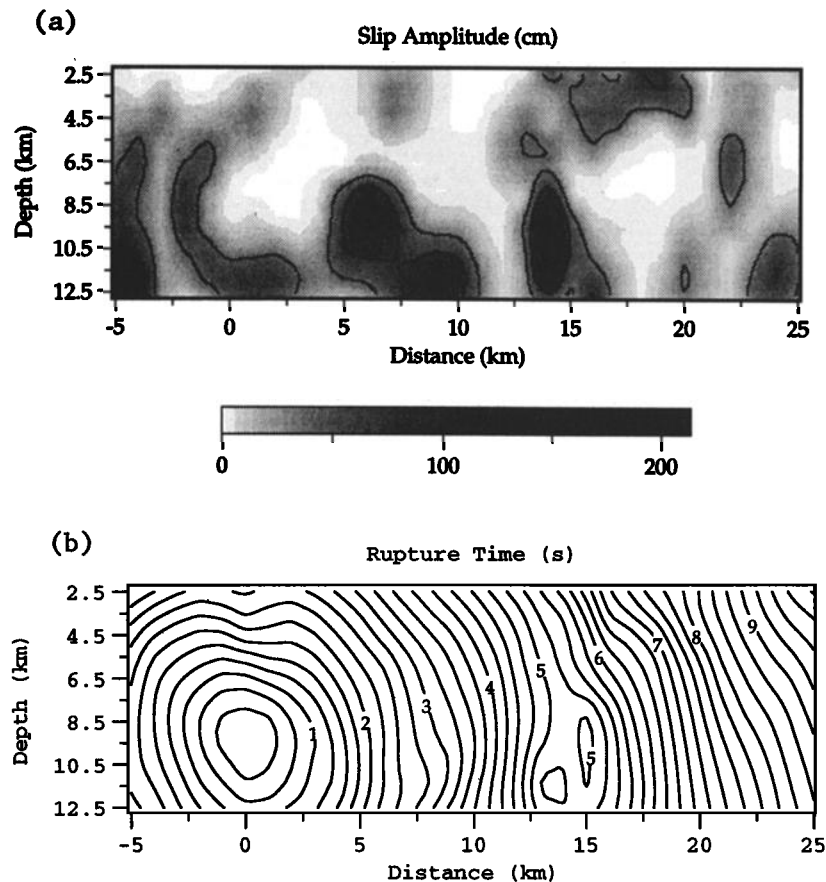 (a)
Slip Amplitude (cm)
Depth (km)
2.5
4.5
6.5
8.5
10.5
12.5
-5 0 5 10 15 20 25
Distance (km)
0 100 200
(b)
Rupture Time (s)
Depth (km)
2.5
4.5
6.5
8.5
10.5
12.5
1 2 3 4 5 6 7 8 9
5
-5 0 5 10 15 20 25
Distance (km)